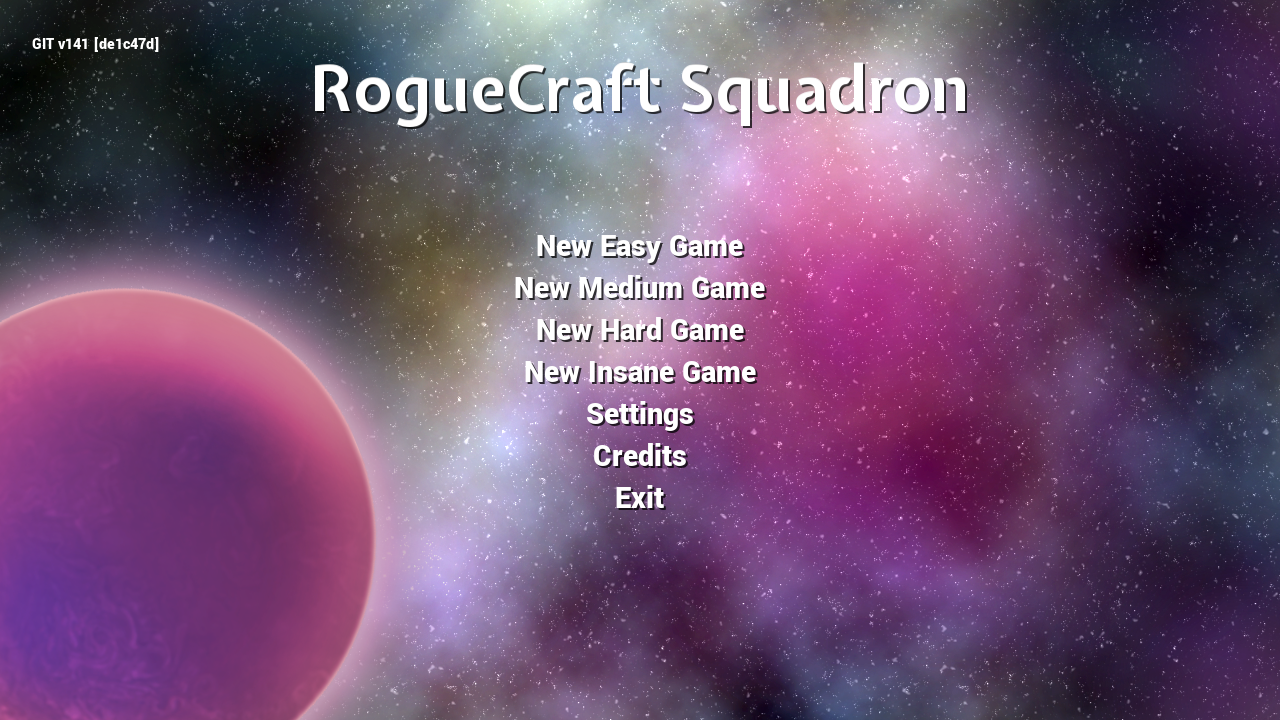 GIT v141 [de1c47d]
RogueCraft Squadron
New Easy Game
New Medium Game
New Hard Game
New Insane Game
Settings
Credits
Exit